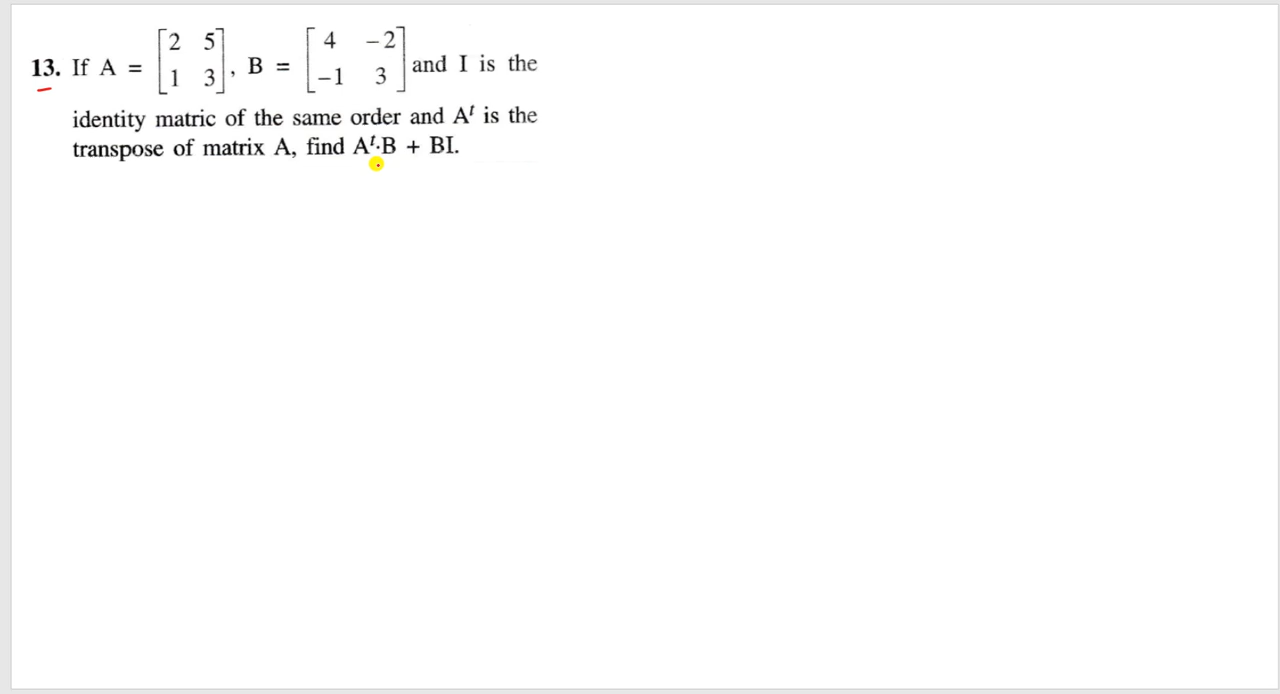 13. If A = [2 5; 1 3], B = [4 −2; −1 3] and I is the
identity matric of the same order and Aᵗ is the
transpose of matrix A, find Aᵗ.B + BI.